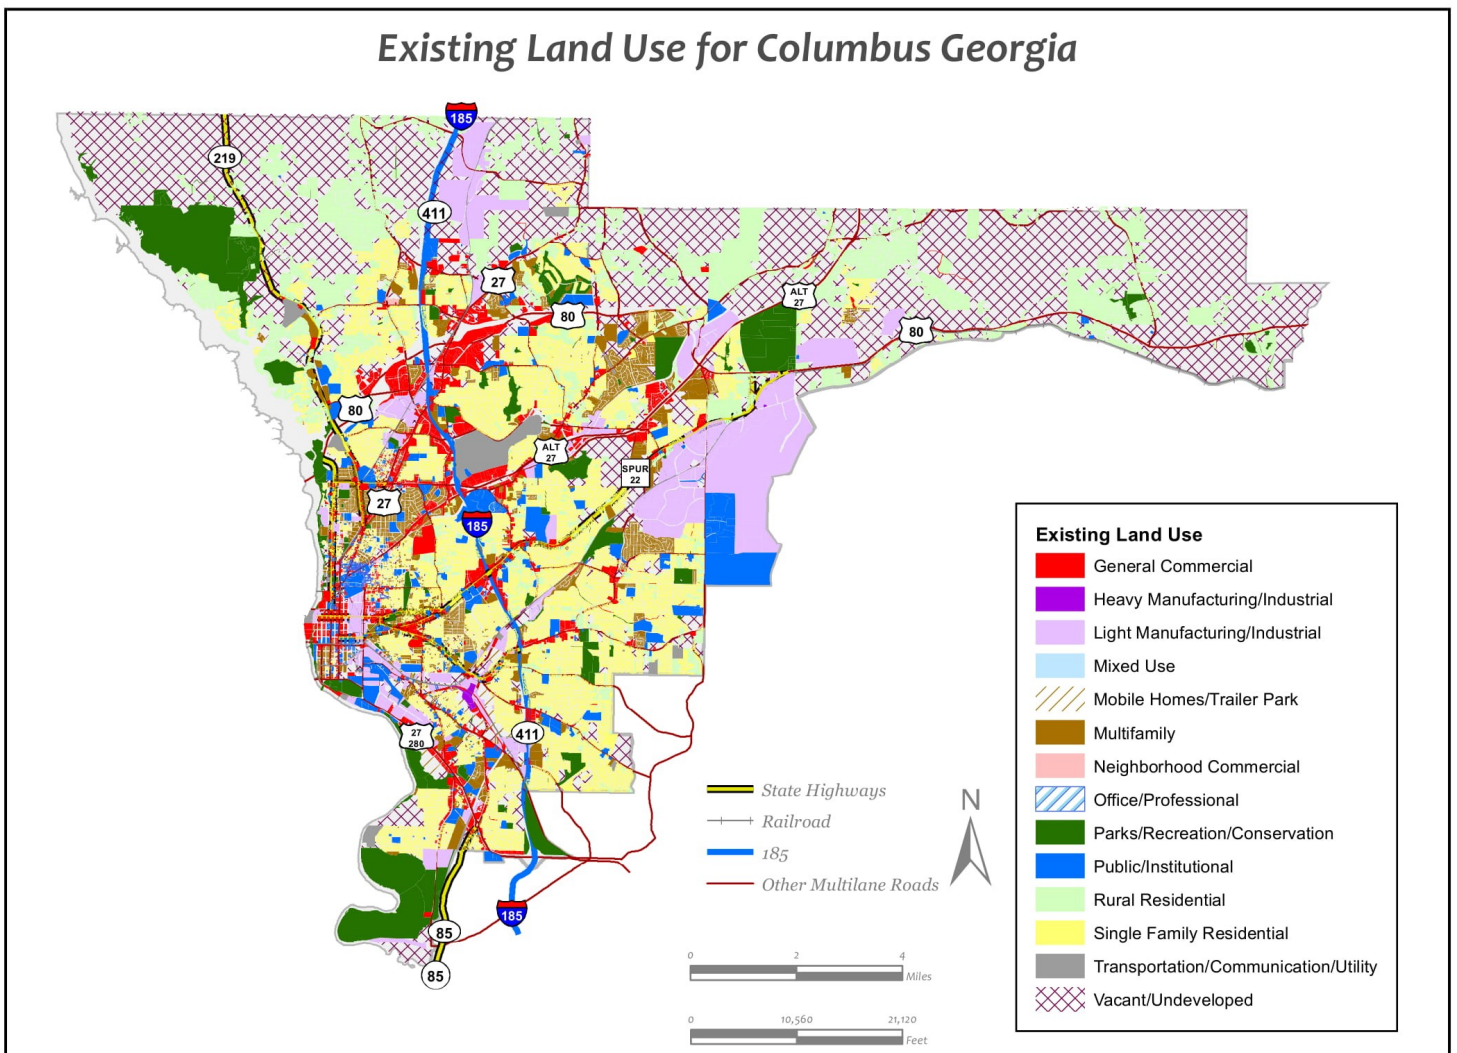 Existing Land Use for Columbus Georgia
185
219
411
27
ALT
27
80
80
80
ALT
27
SPUR
22
27
185
27
280
411
185
85
85
State Highways
Railroad
185
Other Multilane Roads
N
0 2 4
Miles
0 10,560 21,120
Feet
Existing Land Use
General Commercial
Heavy Manufacturing/Industrial
Light Manufacturing/Industrial
Mixed Use
Mobile Homes/Trailer Park
Multifamily
Neighborhood Commercial
Office/Professional
Parks/Recreation/Conservation
Public/Institutional
Rural Residential
Single Family Residential
Transportation/Communication/Utility
Vacant/Undeveloped